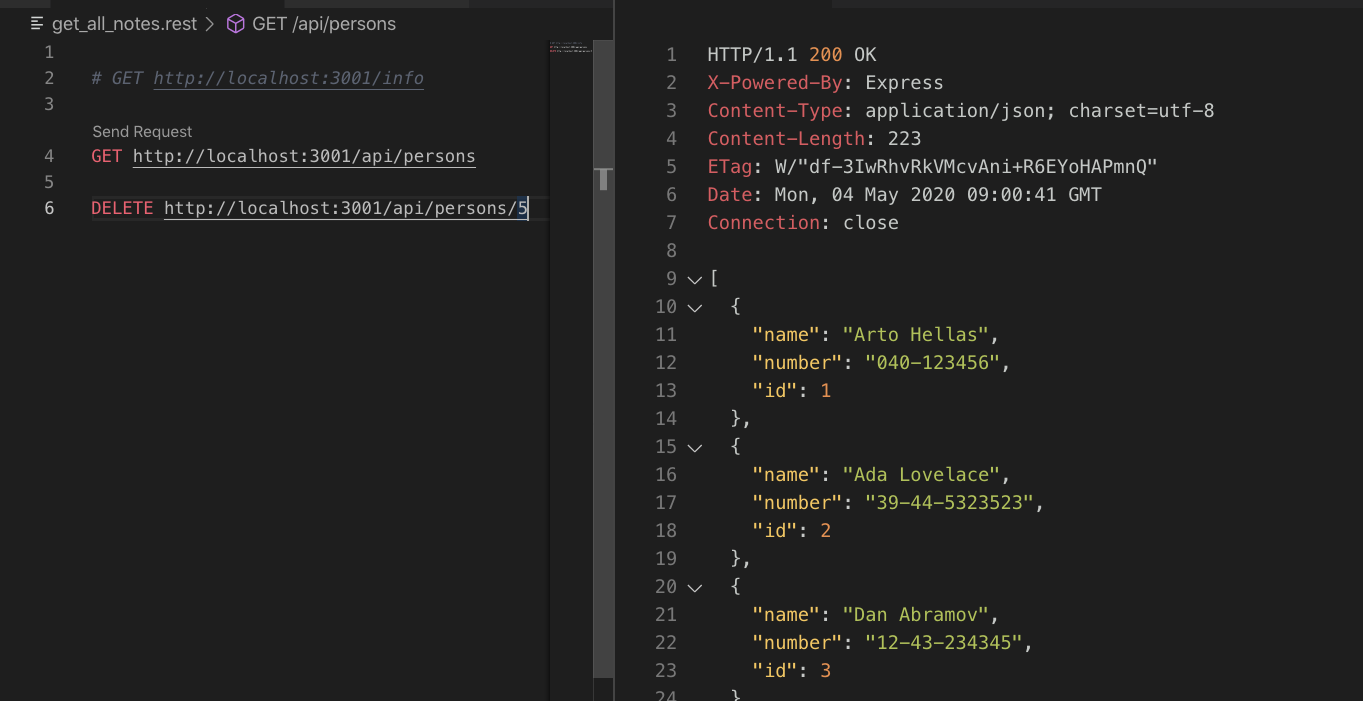 get_all_notes.rest > GET /api/persons
1
2 # GET http://localhost:3001/info
3
Send Request
4 GET http://localhost:3001/api/persons
5
6 DELETE http://localhost:3001/api/persons/5
1 HTTP/1.1 200 OK
2 X-Powered-By: Express
3 Content-Type: application/json; charset=utf-8
4 Content-Length: 223
5 ETag: W/"df-3IwRhvRkVMcvAni+R6EYoHAPmnQ"
6 Date: Mon, 04 May 2020 09:00:41 GMT
7 Connection: close
8
9 [
10 {
11 "name": "Arto Hellas",
12 "number": "040-123456",
13 "id": 1
14 },
15 {
16 "name": "Ada Lovelace",
17 "number": "39-44-5323523",
18 "id": 2
19 },
20 {
21 "name": "Dan Abramov",
22 "number": "12-43-234345",
23 "id": 3
24 }